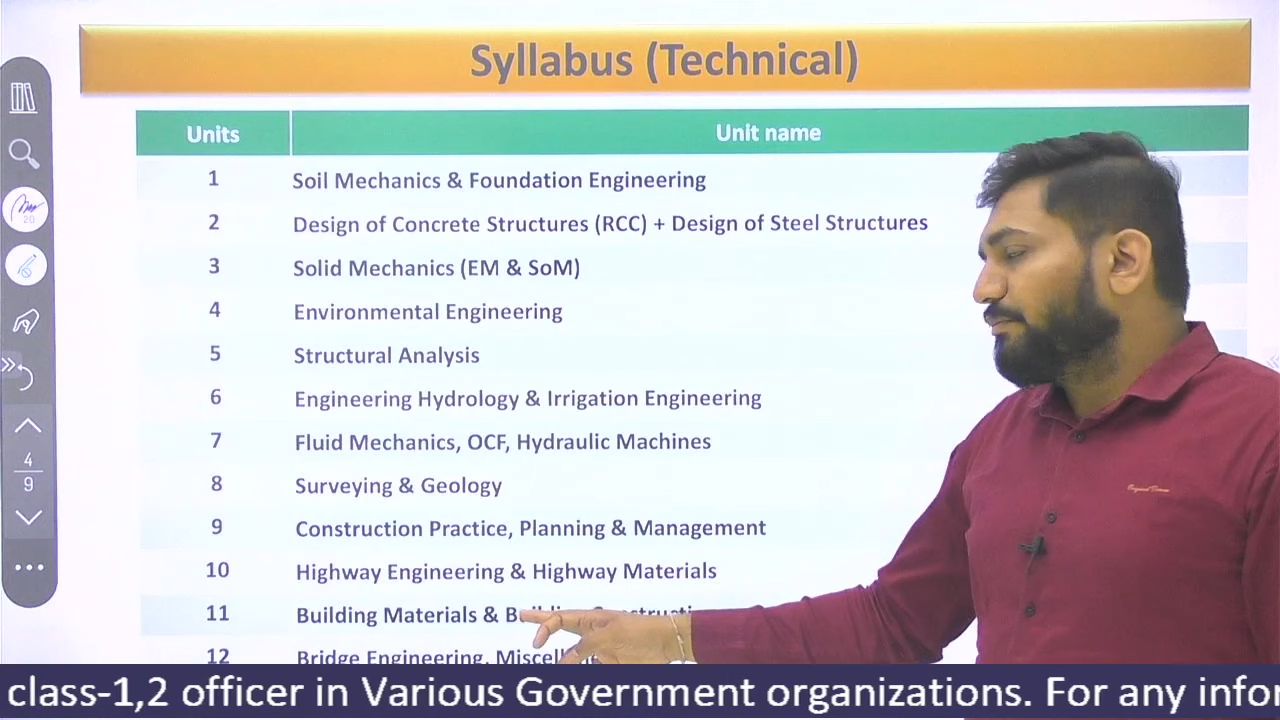 Syllabus (Technical)
Units Unit name
1 Soil Mechanics & Foundation Engineering
2 Design of Concrete Structures (RCC) + Design of Steel Structures
3 Solid Mechanics (EM & SoM)
4 Environmental Engineering
5 Structural Analysis
6 Engineering Hydrology & Irrigation Engineering
7 Fluid Mechanics, OCF, Hydraulic Machines
8 Surveying & Geology
9 Construction Practice, Planning & Management
10 Highway Engineering & Highway Materials
11 Building Materials &
12 Bridge Engineering,
20
4
9
class-1,2 officer in Various Government organizations. For any infor